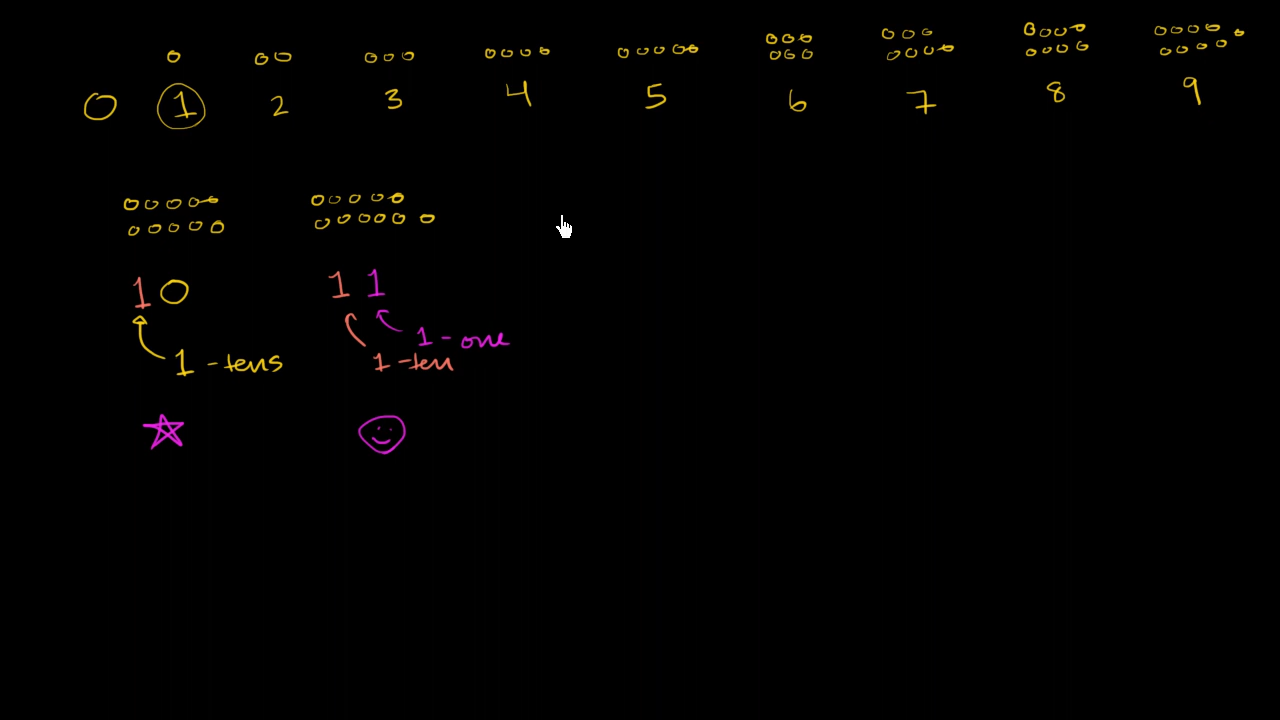 0 1 2 3 4 5 6 7 8 9
10 11
1 - one
1 - tens 1 - ten